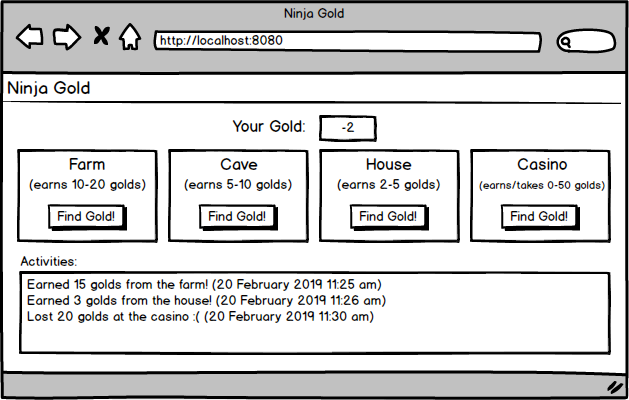 Ninja Gold
http://localhost:8080
Ninja Gold
Your Gold: -2
Farm
(earns 10-20 golds)
Find Gold!
Cave
(earns 5-10 golds)
Find Gold!
House
(earns 2-5 golds)
Find Gold!
Casino
(earns/takes 0-50 golds)
Find Gold!
Activities:
Earned 15 golds from the farm! (20 February 2019 11:25 am)
Earned 3 golds from the house! (20 February 2019 11:26 am)
Lost 20 golds at the casino :( (20 February 2019 11:30 am)